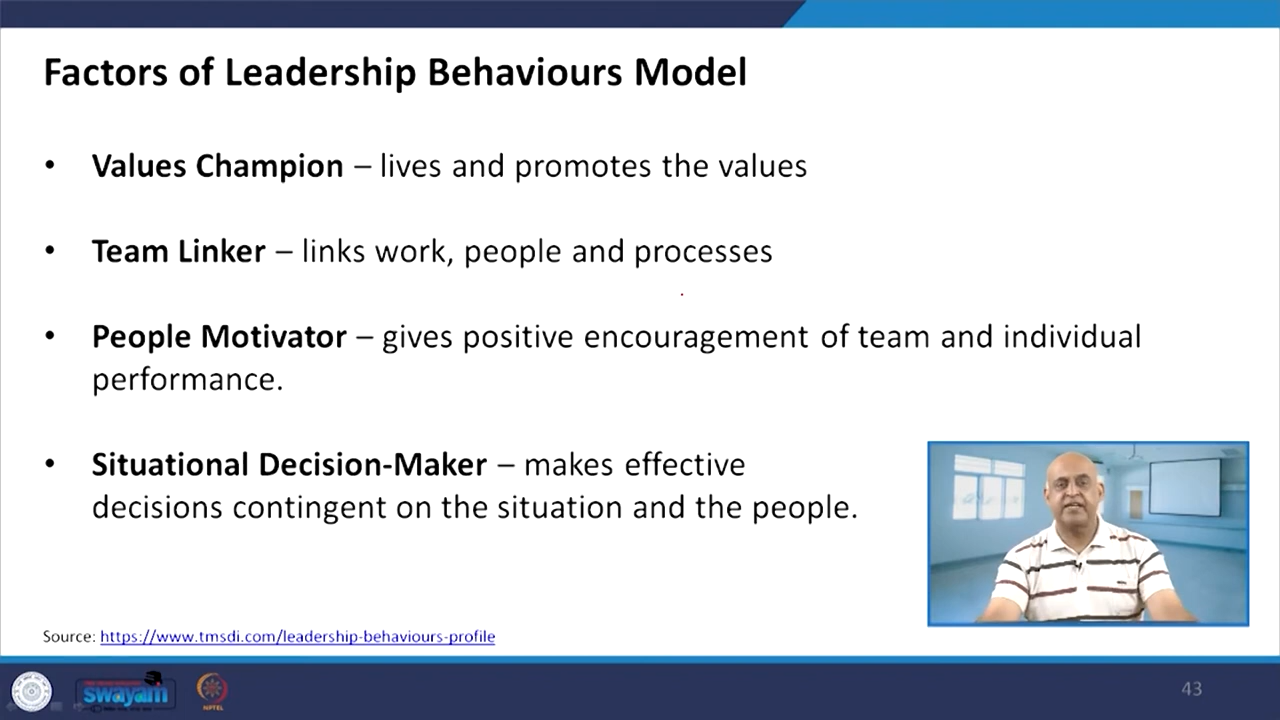 Factors of Leadership Behaviours Model
• Values Champion – lives and promotes the values
• Team Linker – links work, people and processes
• People Motivator – gives positive encouragement of team and individual
performance.
• Situational Decision-Maker – makes effective
decisions contingent on the situation and the people.
Source: https://www.tmsdi.com/leadership-behaviours-profile
swayam
NPTEL
43